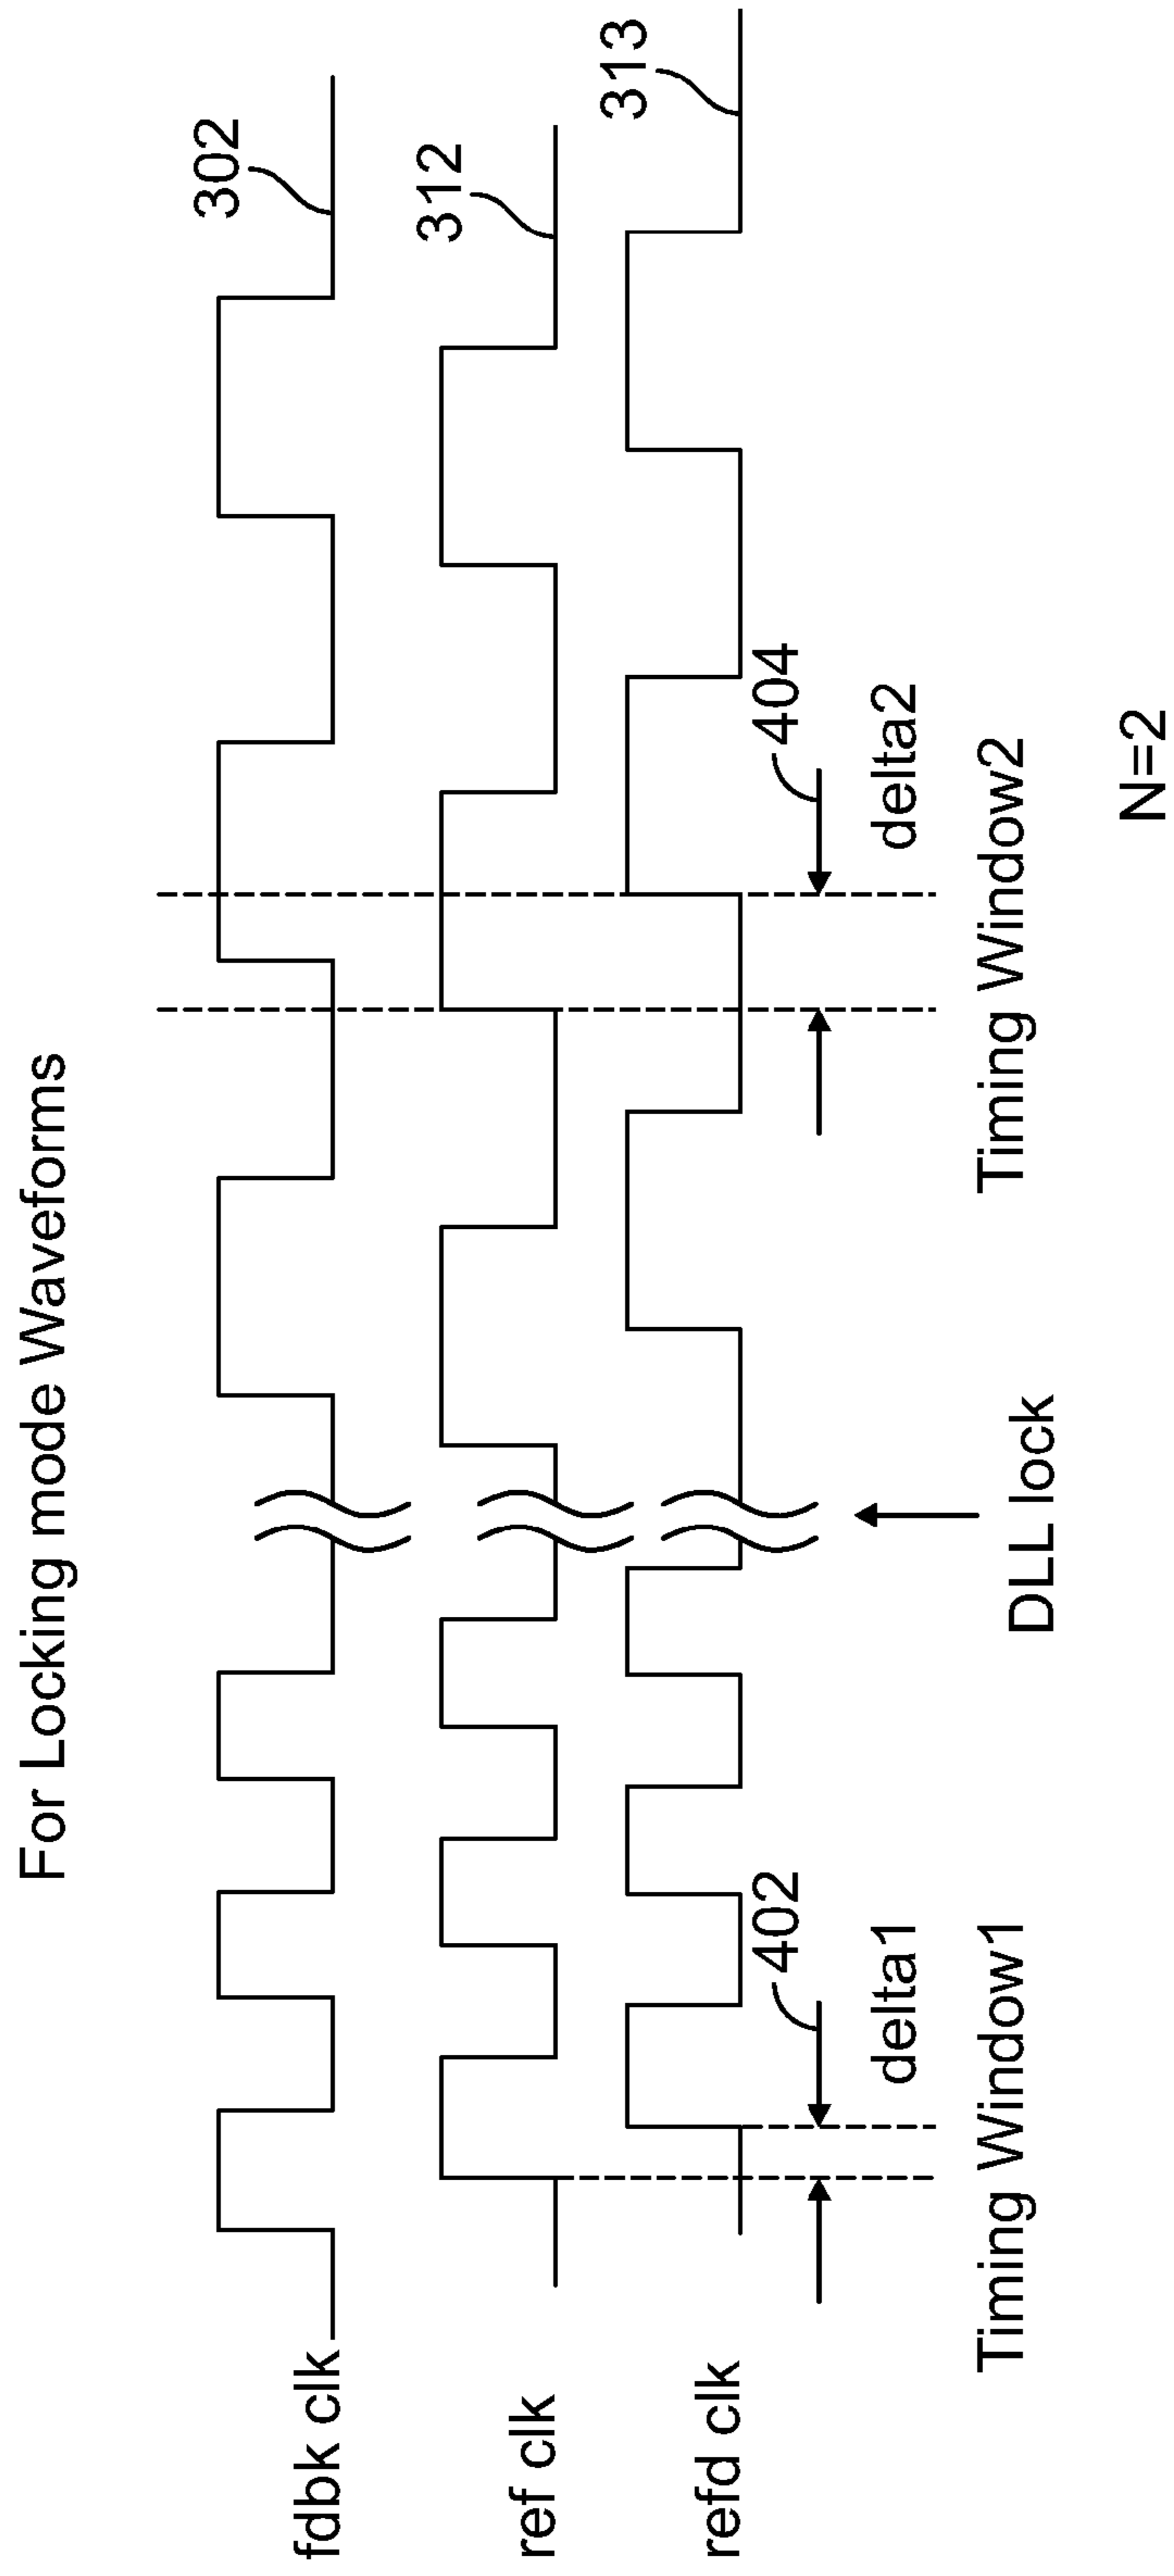 For Locking mode Waveforms
fdbk clk
302
ref clk
312
refd clk
313
402
404
delta1
delta2
Timing Window1
Timing Window2
DLL lock
N=2